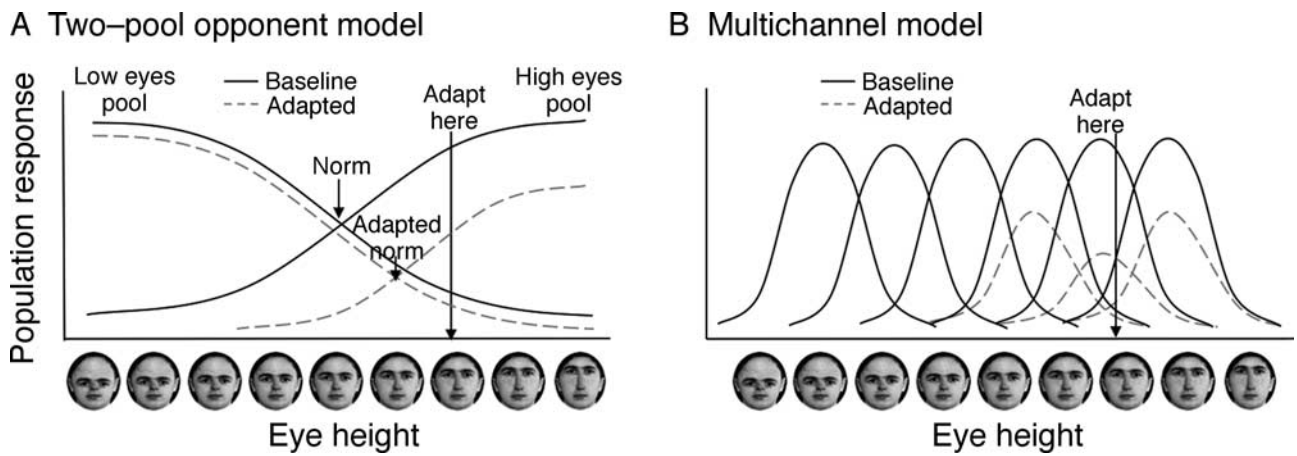 A Two–pool opponent model
Low eyes
pool
Baseline
Adapted
High eyes
pool
Adapt
here
Norm
Adapted
norm
Population response
Eye height
B Multichannel model
Baseline
Adapted
Adapt
here
Eye height